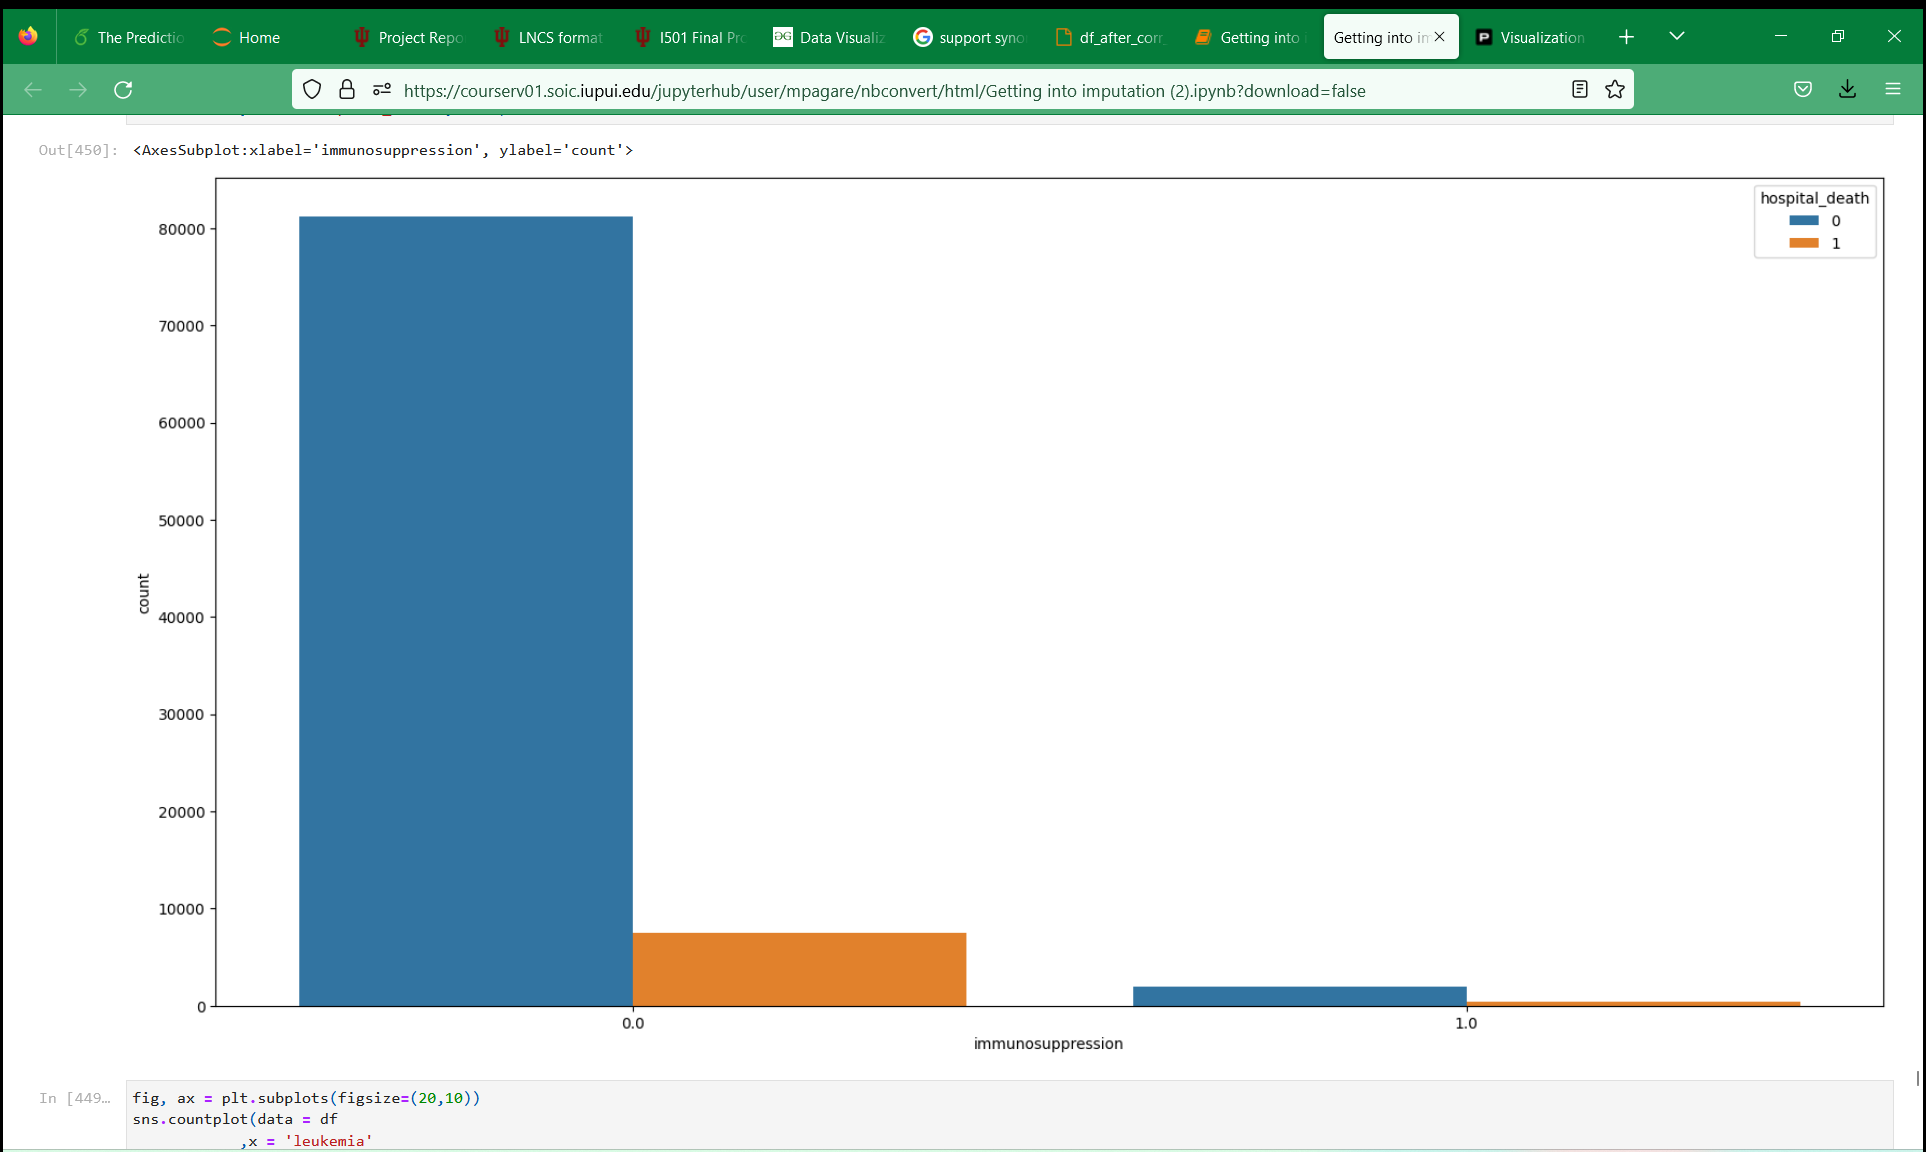 The Predictio
Home
Project Repo
LNCS format
I501 Final Pro
Data Visualiz
support syno
df_after_corr_
Getting into i
Getting into im
Visualization
https://courserv01.soic.iupui.edu/jupyterhub/user/mpagare/nbconvert/html/Getting into imputation (2).ipynb?download=false
Out[450]: <AxesSubplot:xlabel='immunosuppression', ylabel='count'>
hospital_death
0
1
80000
70000
60000
50000
40000
30000
20000
10000
0
count
0.0
1.0
immunosuppression
In [449…
fig, ax = plt.subplots(figsize=(20,10))
sns.countplot(data = df
,x = 'leukemia'